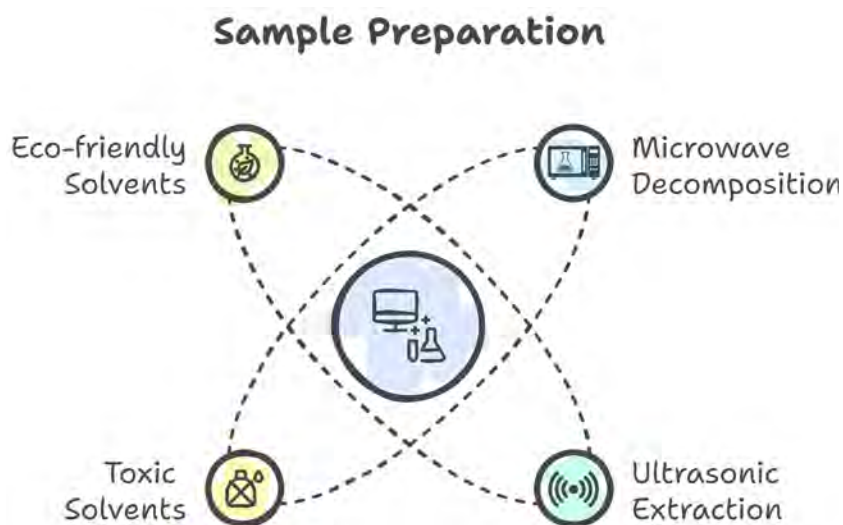 Sample Preparation
Eco-friendly
Solvents
Microwave
Decomposition
Toxic
Solvents
Ultrasonic
Extraction